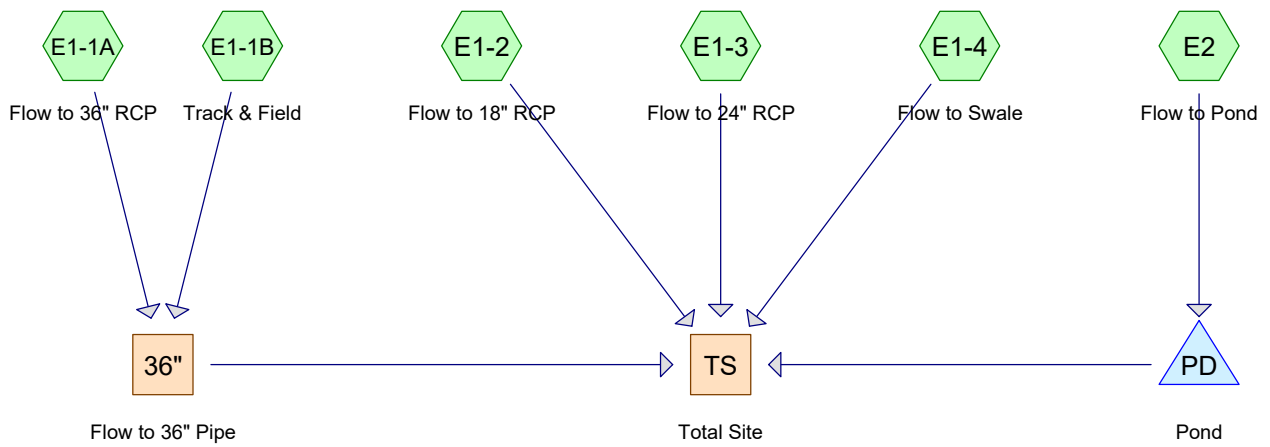 E1-1A
E1-1B
E1-2
E1-3
E1-4
E2
Flow to 36" RCP
Track & Field
Flow to 18" RCP
Flow to 24" RCP
Flow to Swale
Flow to Pond
36"
TS
PD
Flow to 36" Pipe
Total Site
Pond